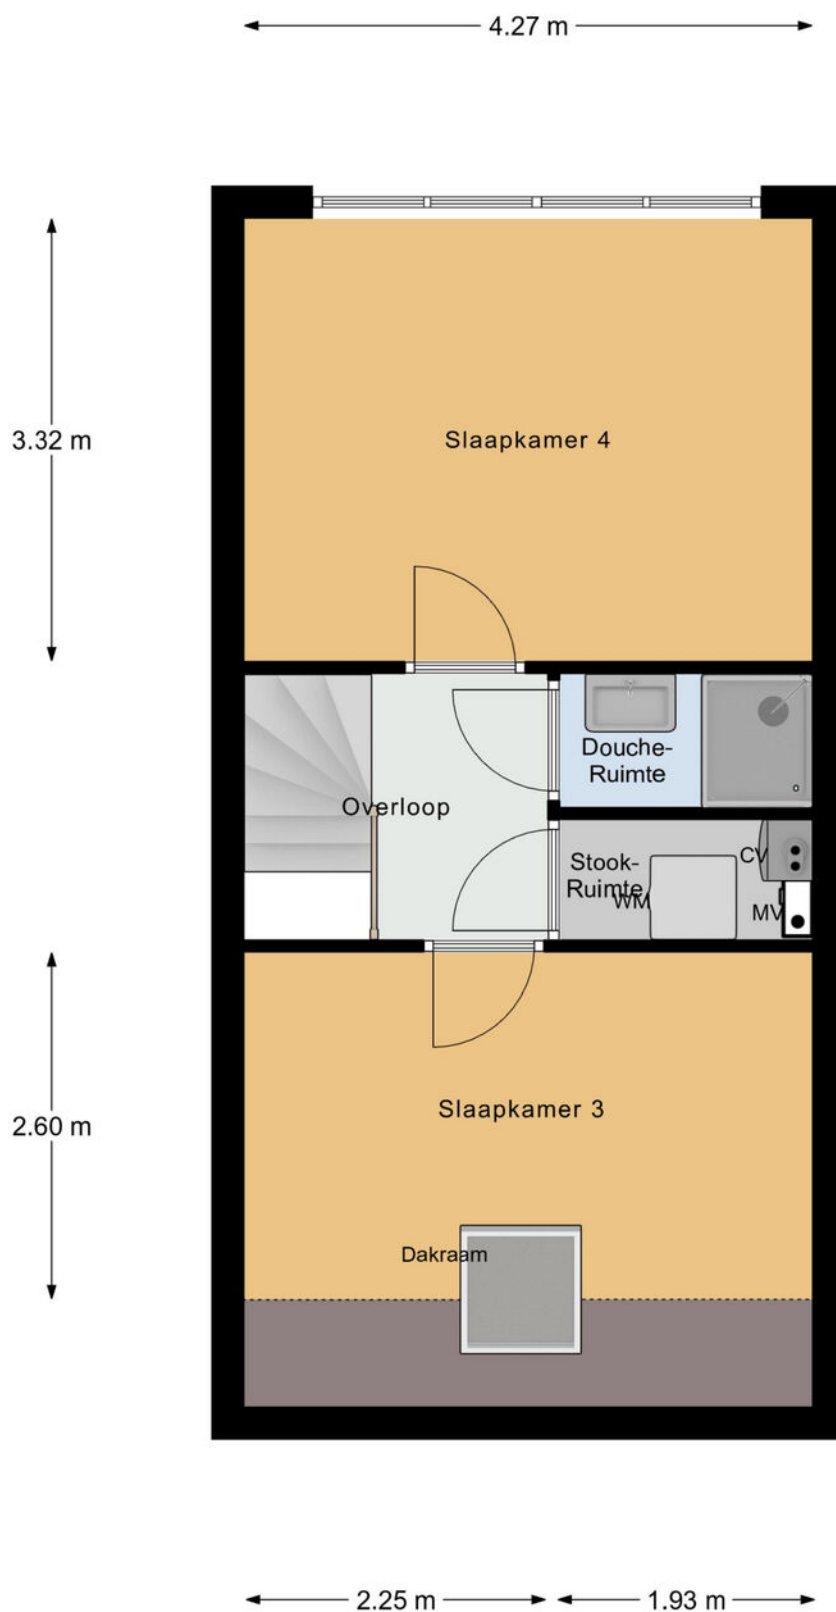 4.27 m
3.32 m
Slaapkamer 4
Douche-
Ruimte
Overloop
Stook-
Ruimte
CV
WM
MV
2.60 m
Slaapkamer 3
Dakraam
2.25 m
1.93 m